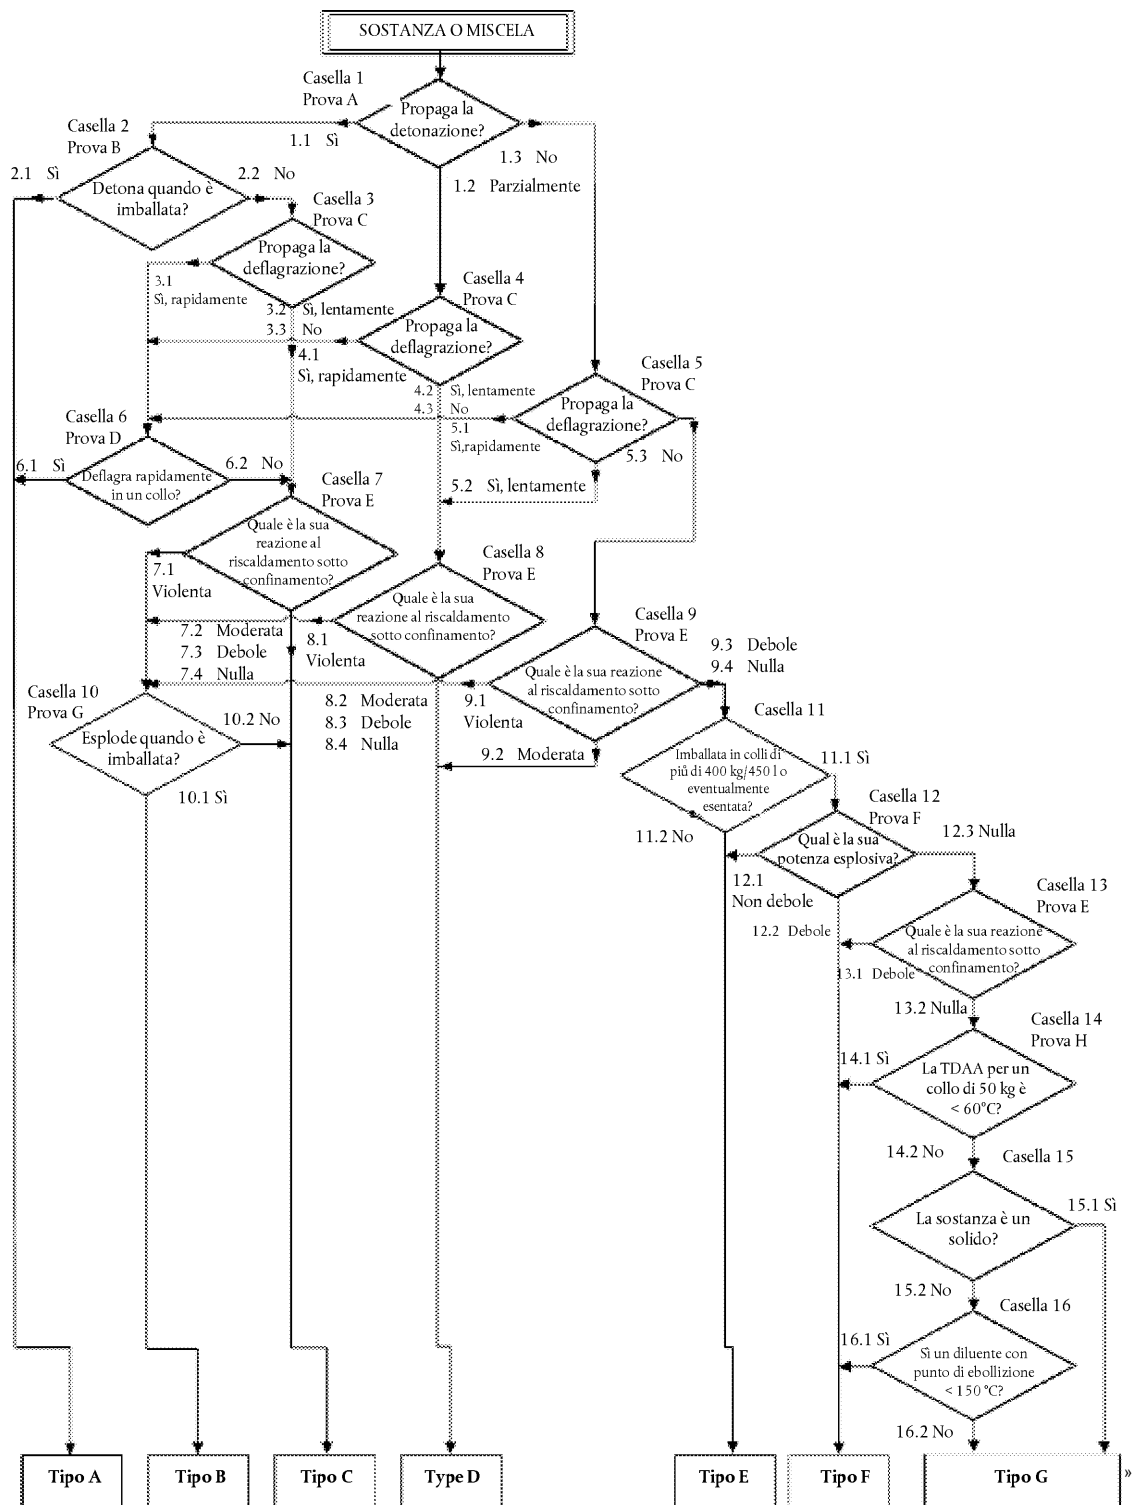 SOSTANZA O MISCELA
Casella 1
Prova A
Propaga la
detonazione?
1.1 Sì
1.3 No
1.2 Parzialmente
Casella 2
Prova B
2.1 Sì
2.2 No
Detona quando è
imballata?
Casella 3
Prova C
Propaga la
deflagrazione?
3.1
Sì, rapidamente
3.2 Sì, lentamente
3.3 No
Casella 4
Prova C
Propaga la
deflagrazione?
4.1
Sì, rapidamente
4.2 Sì, lentamente
4.3 No
Casella 5
Prova C
Propaga la
deflagrazione?
5.1
Sì,rapidamente
5.3 No
5.2 Sì, lentamente
Casella 6
Prova D
6.1 Sì
6.2 No
Deflagra rapidamente
in un collo?
Casella 7
Prova E
Quale è la sua
reazione al
riscaldamento sotto
confinamento?
7.1
Violenta
7.2 Moderata
7.3 Debole
7.4 Nulla
Casella 8
Prova E
Quale è la sua
reazione al riscaldamento
sotto confinamento?
8.1
Violenta
8.2 Moderata
8.3 Debole
8.4 Nulla
Casella 9
Prova E
Quale è la sua reazione
al riscaldamento sotto
confinamento?
9.1
Violenta
9.2 Moderata
9.3 Debole
9.4 Nulla
Casella 10
Prova G
Esplode quando è
imballata?
10.2 No
10.1 Sì
Casella 11
Imballata in colli di
più di 400 kg/450 l o
eventualmente
esentata?
11.1 Sì
11.2 No
Casella 12
Prova F
Qual è la sua
potenza esplosiva?
12.3 Nulla
12.1
Non debole
12.2 Debole
Casella 13
Prova E
Quale è la sua reazione
al riscaldamento sotto
confinamento?
13.1 Debole
13.2 Nulla
Casella 14
Prova H
La TDAA per un
collo di 50 kg è
< 60°C?
14.1 Sì
14.2 No
Casella 15
La sostanza è un
solido?
15.1 Sì
15.2 No
Casella 16
Sì un diluente con
punto di ebollizione
< 150 °C?
16.1 Sì
16.2 No
Tipo A
Tipo B
Tipo C
Type D
Tipo E
Tipo F
Tipo G
»